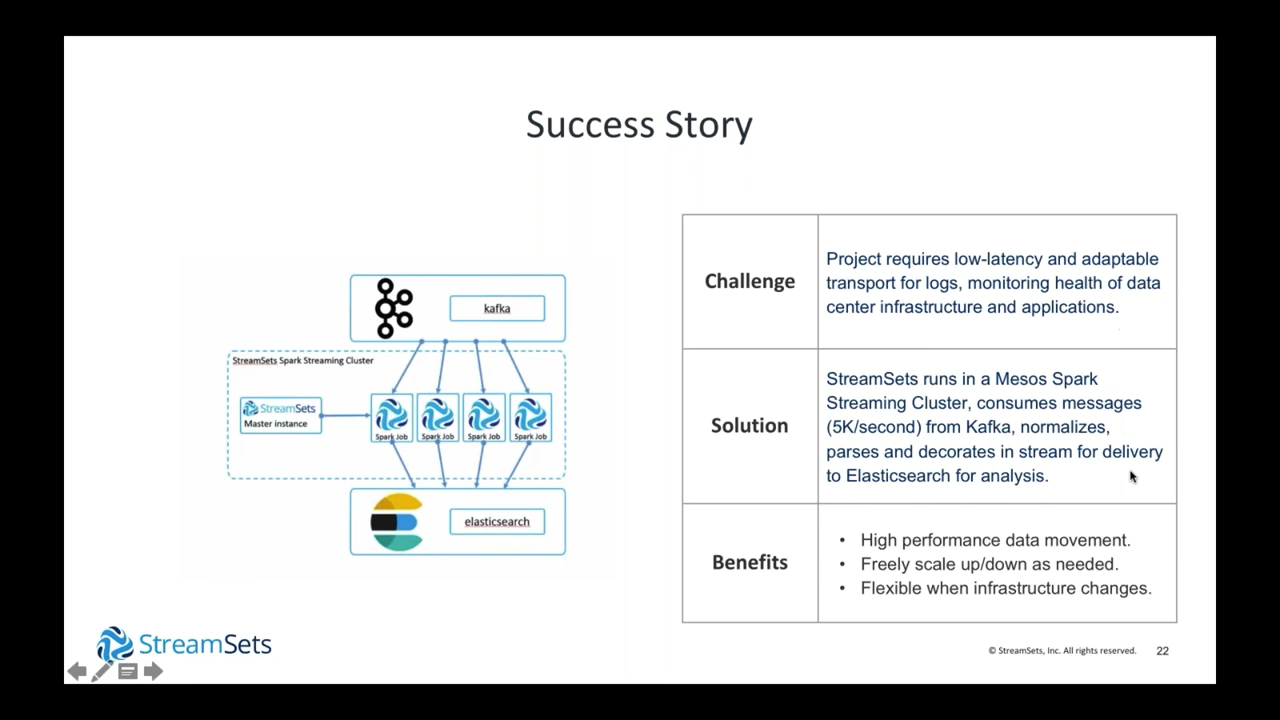 Success Story
kafka
StreamSets Spark Streaming Cluster
StreamSets
Master instance
Spark Job
Spark Job
Spark Job
Spark Job
elasticsearch
Challenge
Project requires low-latency and adaptable
transport for logs, monitoring health of data
center infrastructure and applications.
Solution
StreamSets runs in a Mesos Spark
Streaming Cluster, consumes messages
(5K/second) from Kafka, normalizes,
parses and decorates in stream for delivery
to Elasticsearch for analysis.
Benefits
• High performance data movement.
• Freely scale up/down as needed.
• Flexible when infrastructure changes.
StreamSets
© StreamSets, Inc. All rights reserved. 22